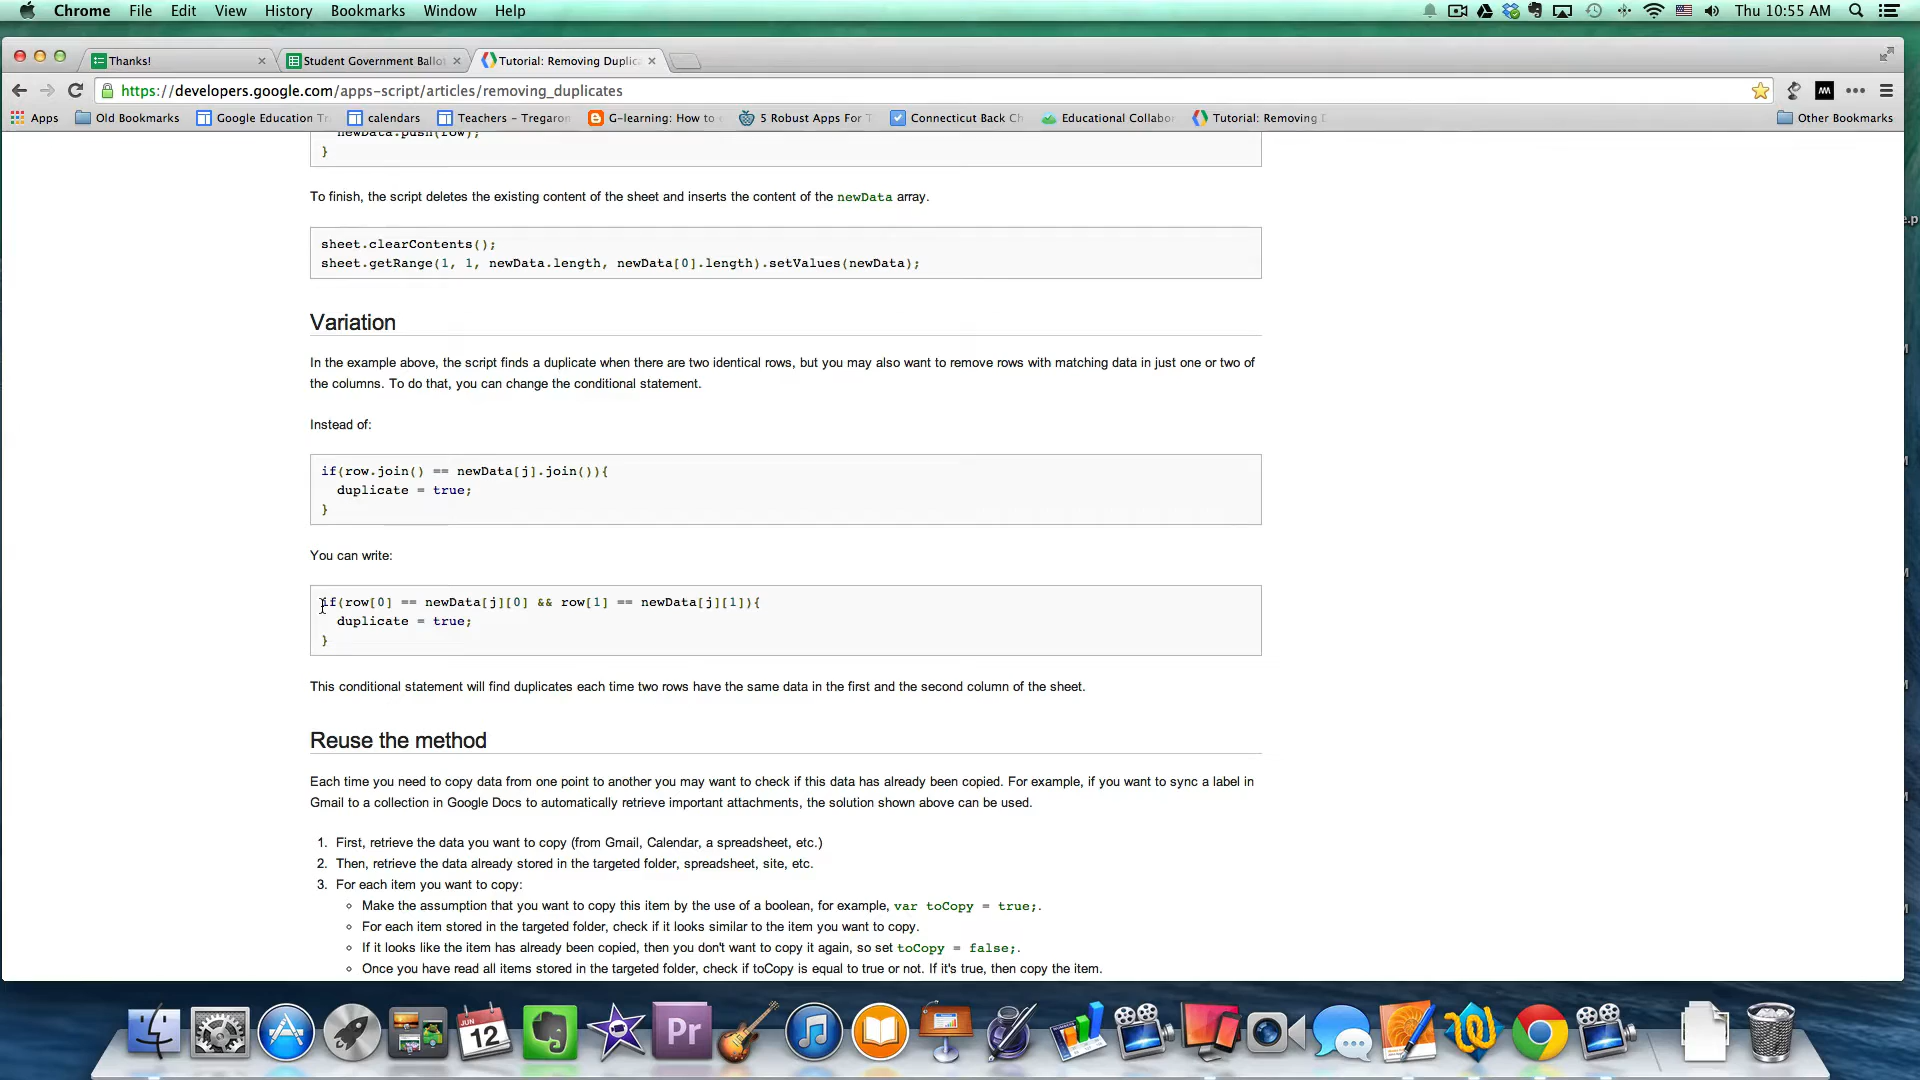 Chrome File Edit View History Bookmarks Window Help Thu 10:55 AM
Thanks! Student Government Ballo Tutorial: Removing Duplic
https://developers.google.com/apps-script/articles/removing_duplicates
Apps Old Bookmarks Google Education Tr calendars Teachers – Tregaron G-learning: How to 5 Robust Apps For T Connecticut Back Ch Educational Collabor Tutorial: Removing D Other Bookmarks
newData.push(row);
}
To finish, the script deletes the existing content of the sheet and inserts the content of the newData array.
sheet.clearContents();
sheet.getRange(1, 1, newData.length, newData[0].length).setValues(newData);
Variation
In the example above, the script finds a duplicate when there are two identical rows, but you may also want to remove rows with matching data in just one or two of
the columns. To do that, you can change the conditional statement.
Instead of:
if(row.join() == newData[j].join()){
duplicate = true;
}
You can write:
if(row[0] == newData[j][0] && row[1] == newData[j][1]){
duplicate = true;
}
This conditional statement will find duplicates each time two rows have the same data in the first and the second column of the sheet.
Reuse the method
Each time you need to copy data from one point to another you may want to check if this data has already been copied. For example, if you want to sync a label in
Gmail to a collection in Google Docs to automatically retrieve important attachments, the solution shown above can be used.
1. First, retrieve the data you want to copy (from Gmail, Calendar, a spreadsheet, etc.)
2. Then, retrieve the data already stored in the targeted folder, spreadsheet, site, etc.
3. For each item you want to copy:
Make the assumption that you want to copy this item by the use of a boolean, for example, var toCopy = true;.
For each item stored in the targeted folder, check if it looks similar to the item you want to copy.
If it looks like the item has already been copied, then you don't want to copy it again, so set toCopy = false;.
Once you have read all items stored in the targeted folder, check if toCopy is equal to true or not. If it's true, then copy the item.
JUN
12
Pr